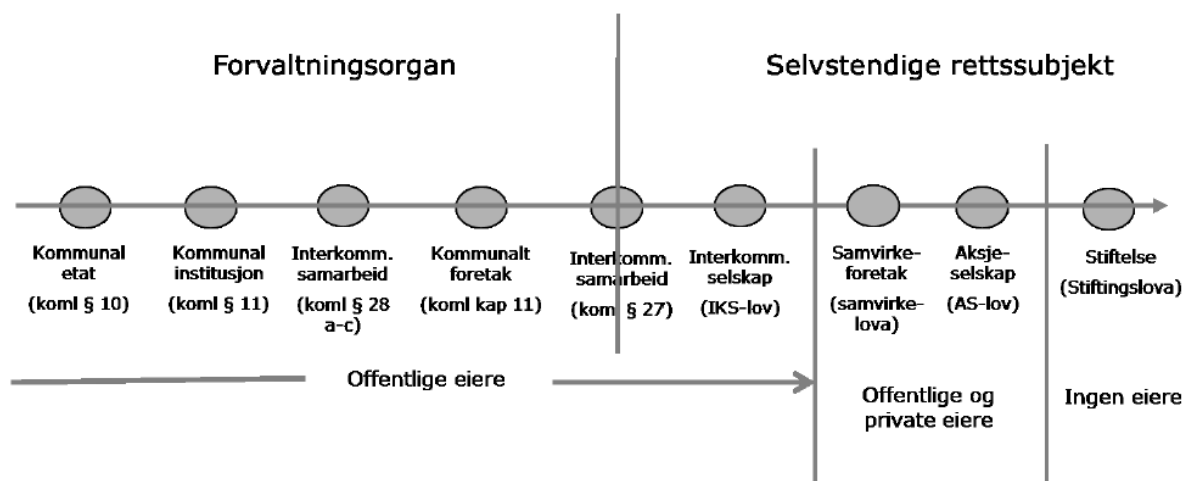 Forvaltningsorgan
Selvstendige rettssubjekt
Kommunal
etat
(koml § 10)
Kommunal
institusjon
(koml § 11)
Interkomm.
samarbeid
(koml § 28
a-c)
Kommunalt
foretak
(koml kap 11)
Interkomm.
samarbeid
(koml § 27)
Interkomm.
selskap
(IKS-lov)
Samvirke-
foretak
(samvirke-
lova)
Aksje-
selskap
(AS-lov)
Stiftelse
(Stiftingslova)
Offentlige eiere
Offentlige og
private eiere
Ingen eiere